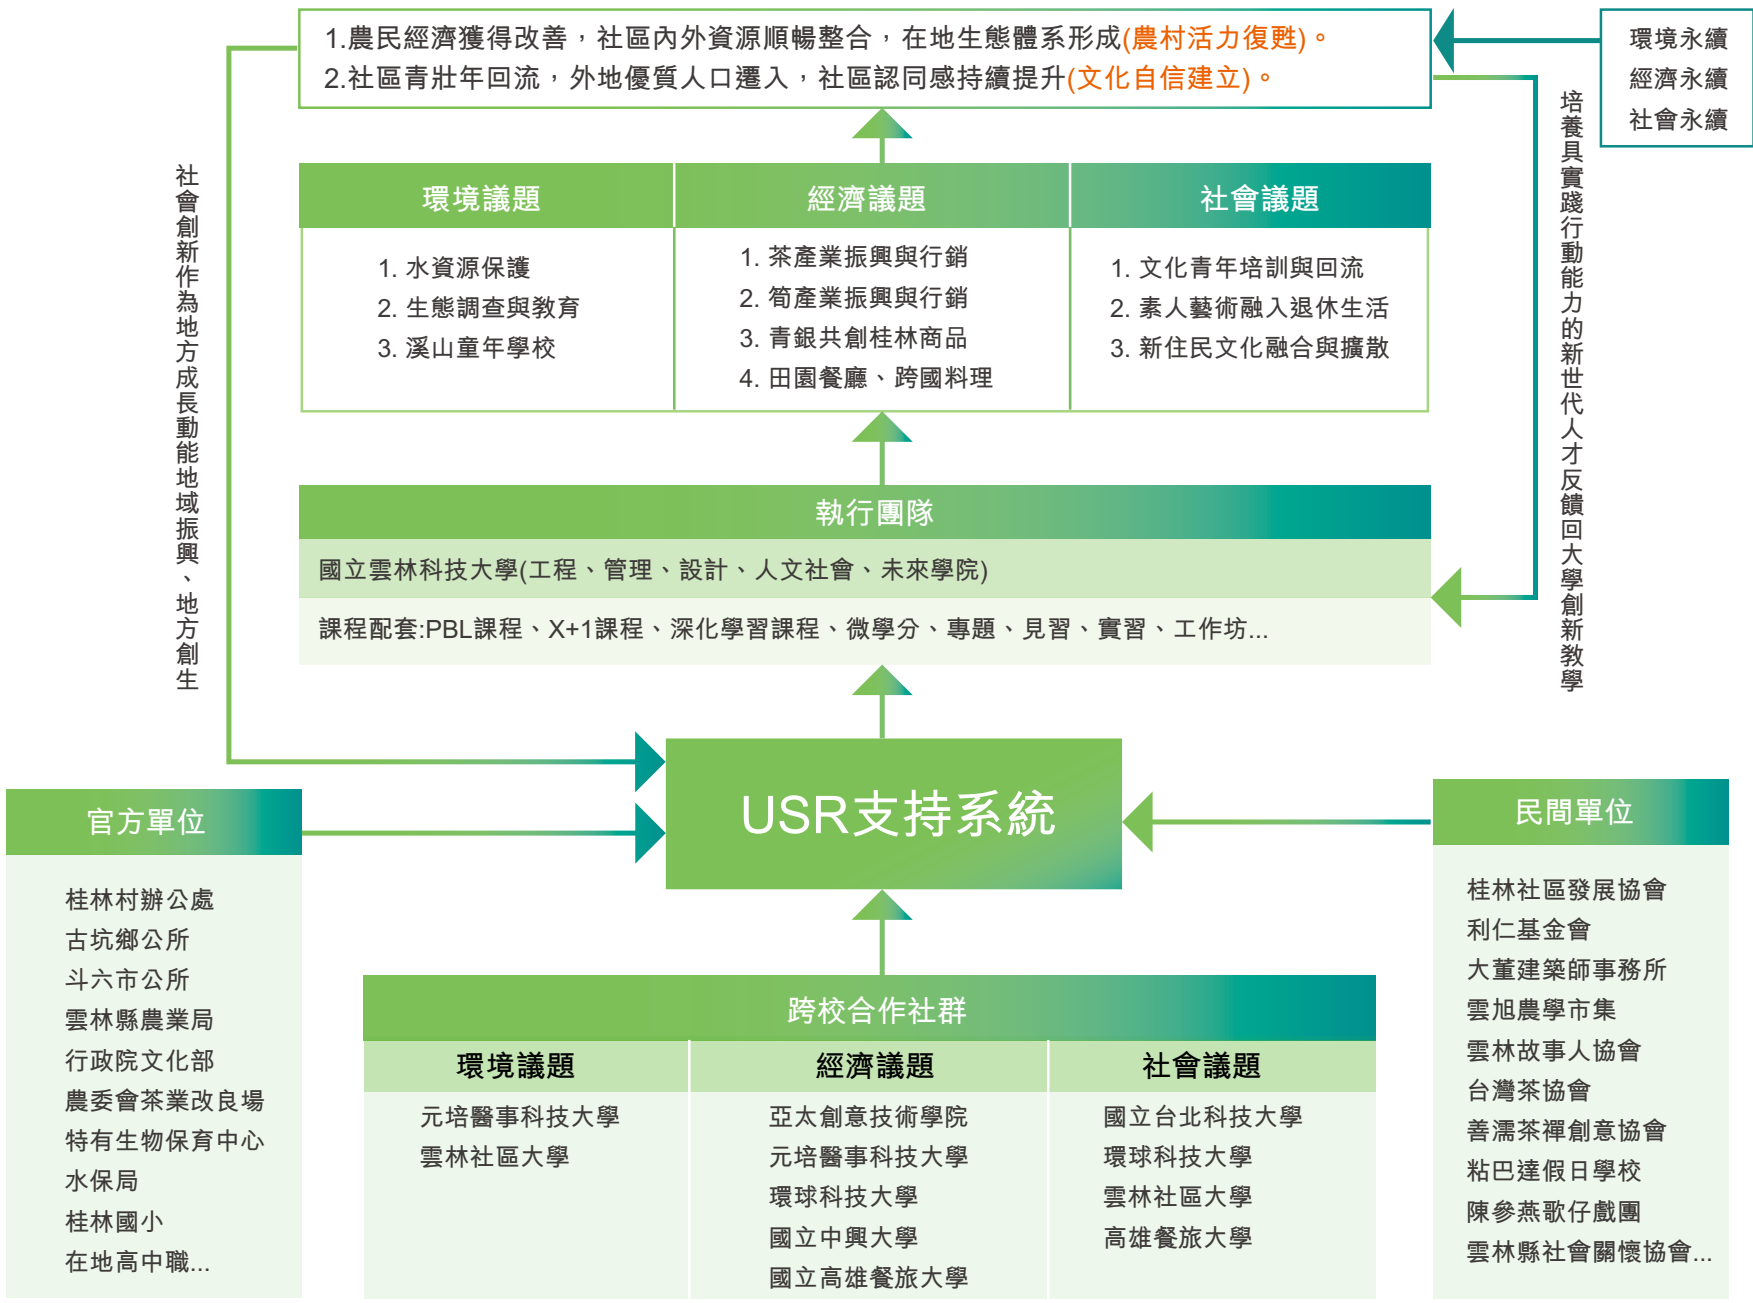 1.農民經濟獲得改善，社區內外資源順暢整合，在地生態體系形成(農村活力復甦)。
2.社區青壯年回流，外地優質人口遷入，社區認同感持續提升(文化自信建立)。
環境永續
經濟永續
社會永續
社會創新作為地方成長動能地域振興、地方創生
培養具實踐行動能力的新世代人才反饋回大學創新教學
環境議題
1. 水資源保護
2. 生態調查與教育
3. 溪山童年學校
經濟議題
1. 茶產業振興與行銷
2. 筍產業振興與行銷
3. 青銀共創桂林商品
4. 田園餐廳、跨國料理
社會議題
1. 文化青年培訓與回流
2. 素人藝術融入退休生活
3. 新住民文化融合與擴散
執行團隊
國立雲林科技大學(工程、管理、設計、人文社會、未來學院)
課程配套:PBL課程、X+1課程、深化學習課程、微學分、專題、見習、實習、工作坊...
USR支持系統
官方單位
桂林村辦公處
古坑鄉公所
斗六市公所
雲林縣農業局
行政院文化部
農委會茶業改良場
特有生物保育中心
水保局
桂林國小
在地高中職...
跨校合作社群
環境議題
元培醫事科技大學
雲林社區大學
經濟議題
亞太創意技術學院
元培醫事科技大學
環球科技大學
國立中興大學
國立高雄餐旅大學
社會議題
國立台北科技大學
環球科技大學
雲林社區大學
高雄餐旅大學
民間單位
桂林社區發展協會
利仁基金會
大董建築師事務所
雲旭農學市集
雲林故事人協會
台灣茶協會
善濡茶禪創意協會
粘巴達假日學校
陳參燕歌仔戲團
雲林縣社會關懷協會...